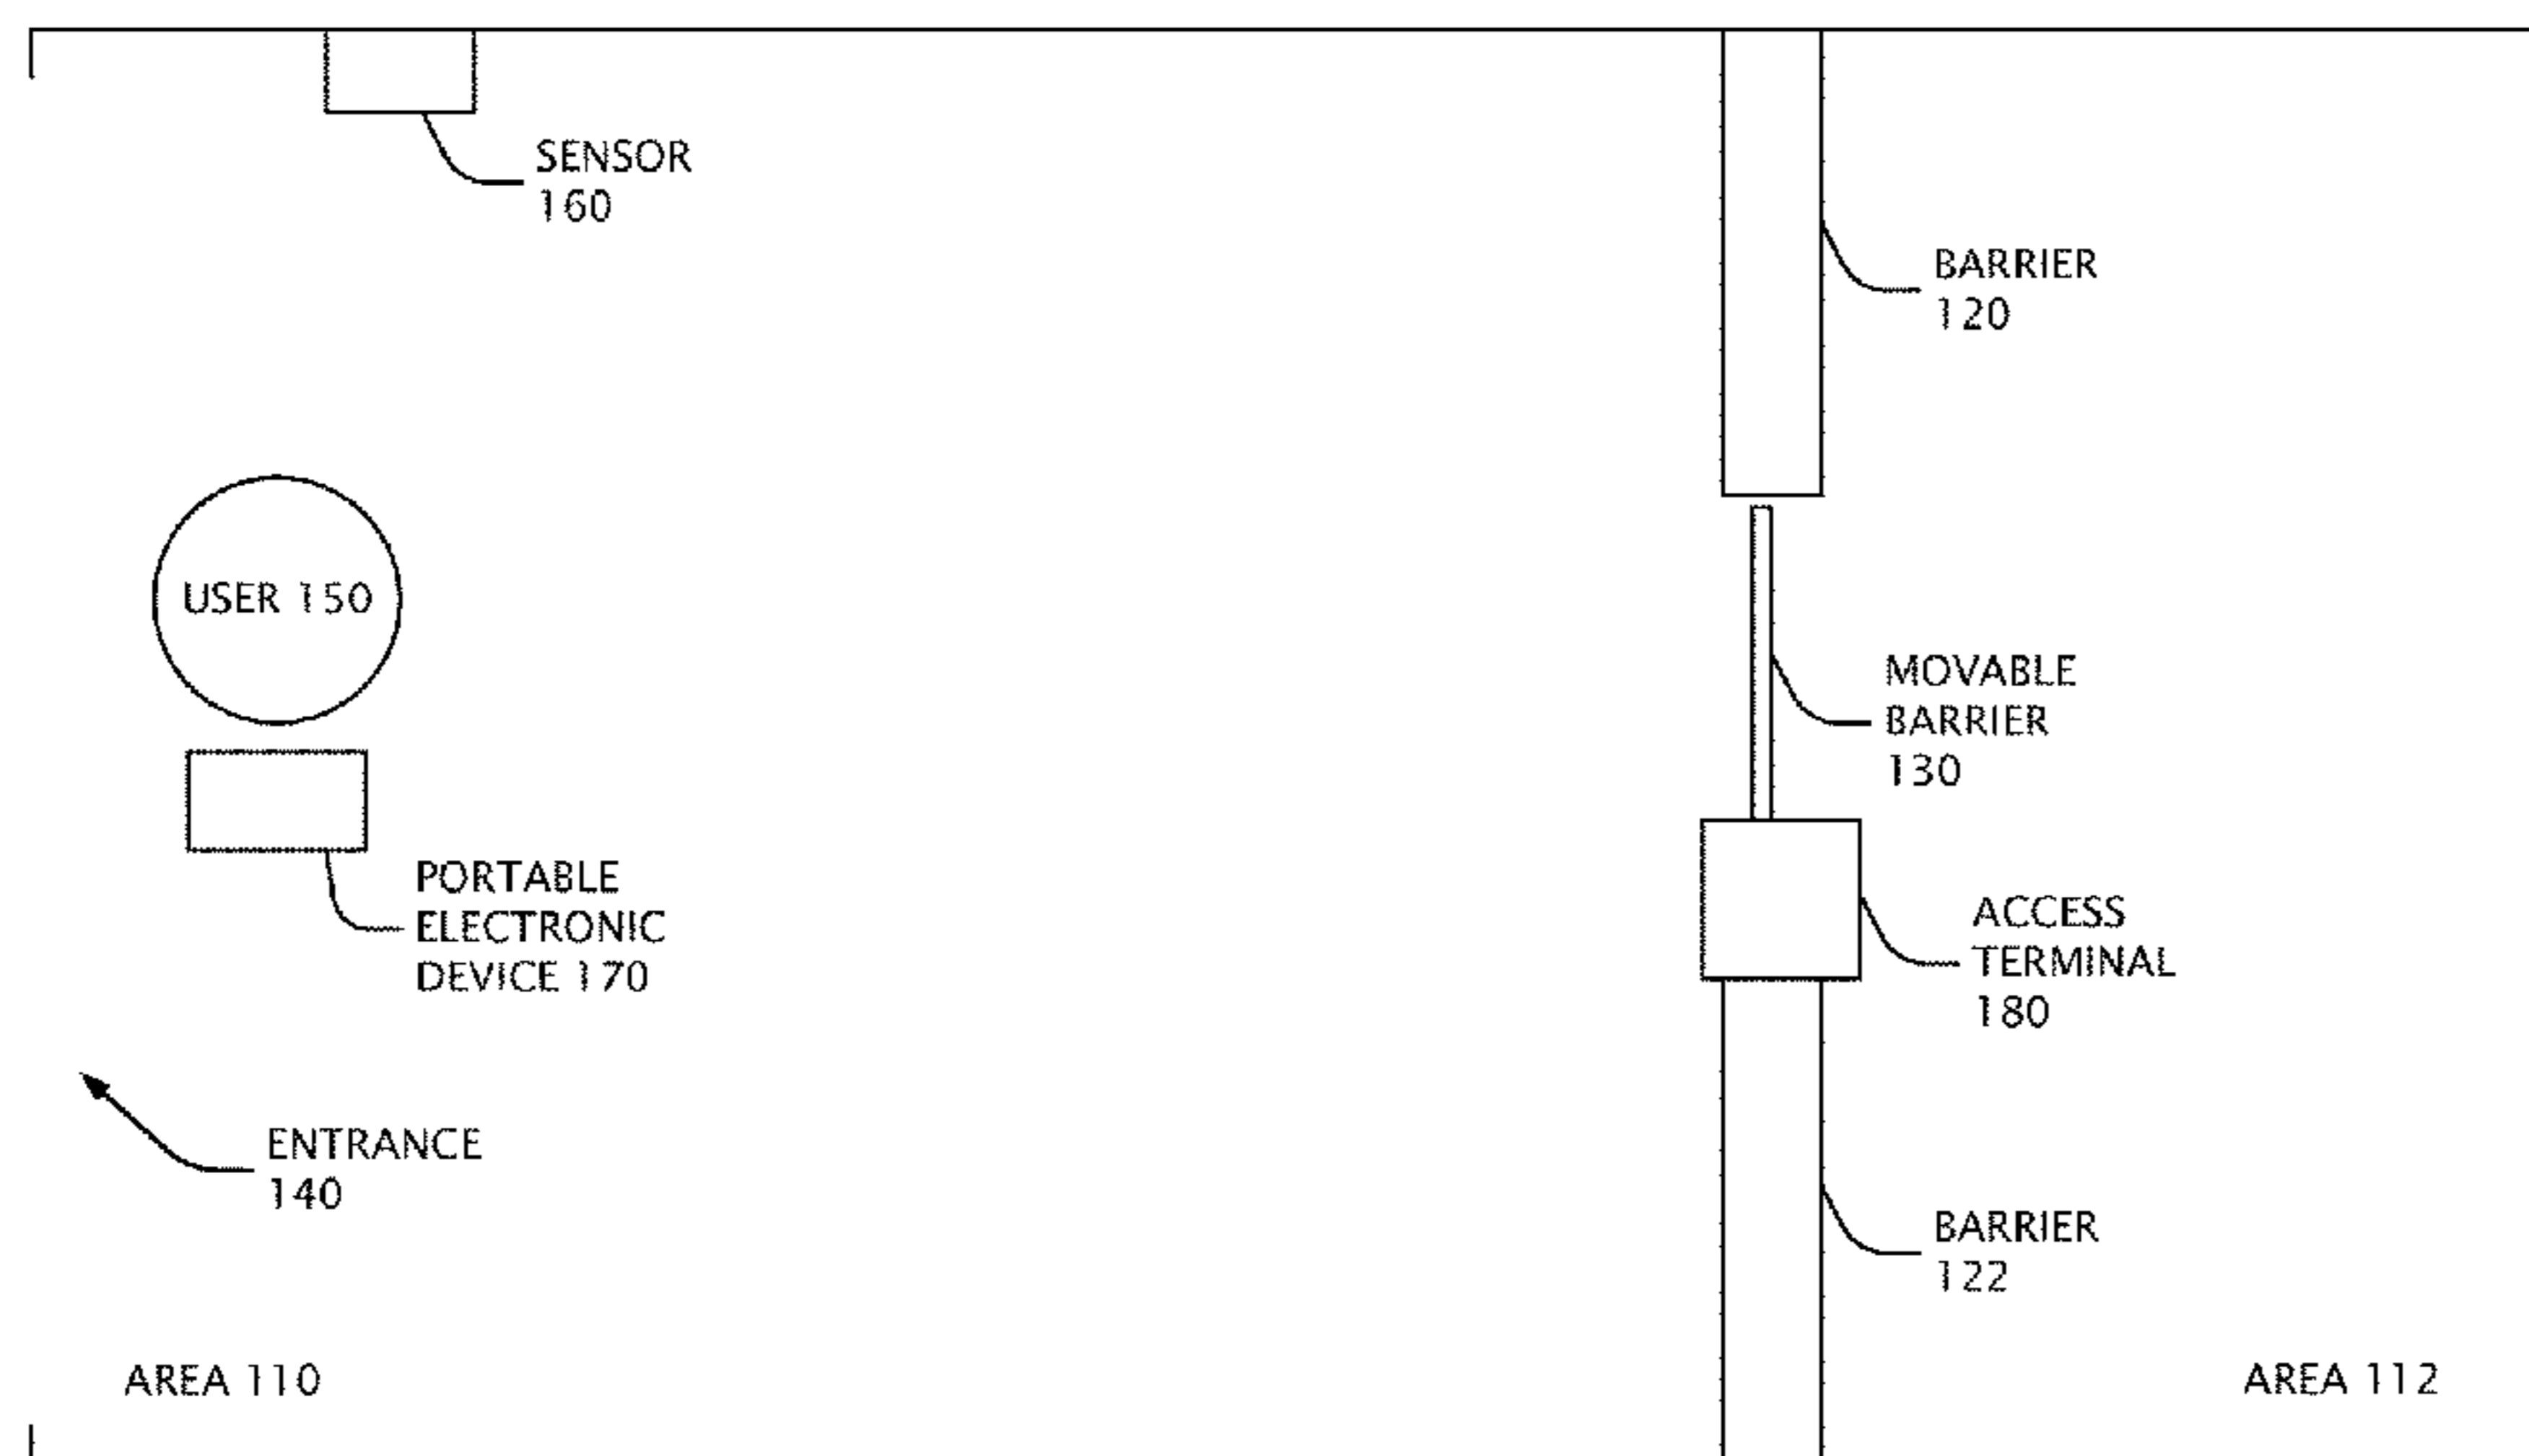 SENSOR
160
BARRIER
120
USER 150
MOVABLE
BARRIER
130
PORTABLE
ELECTRONIC
DEVICE 170
ACCESS
TERMINAL
180
ENTRANCE
140
BARRIER
122
AREA 110
AREA 112